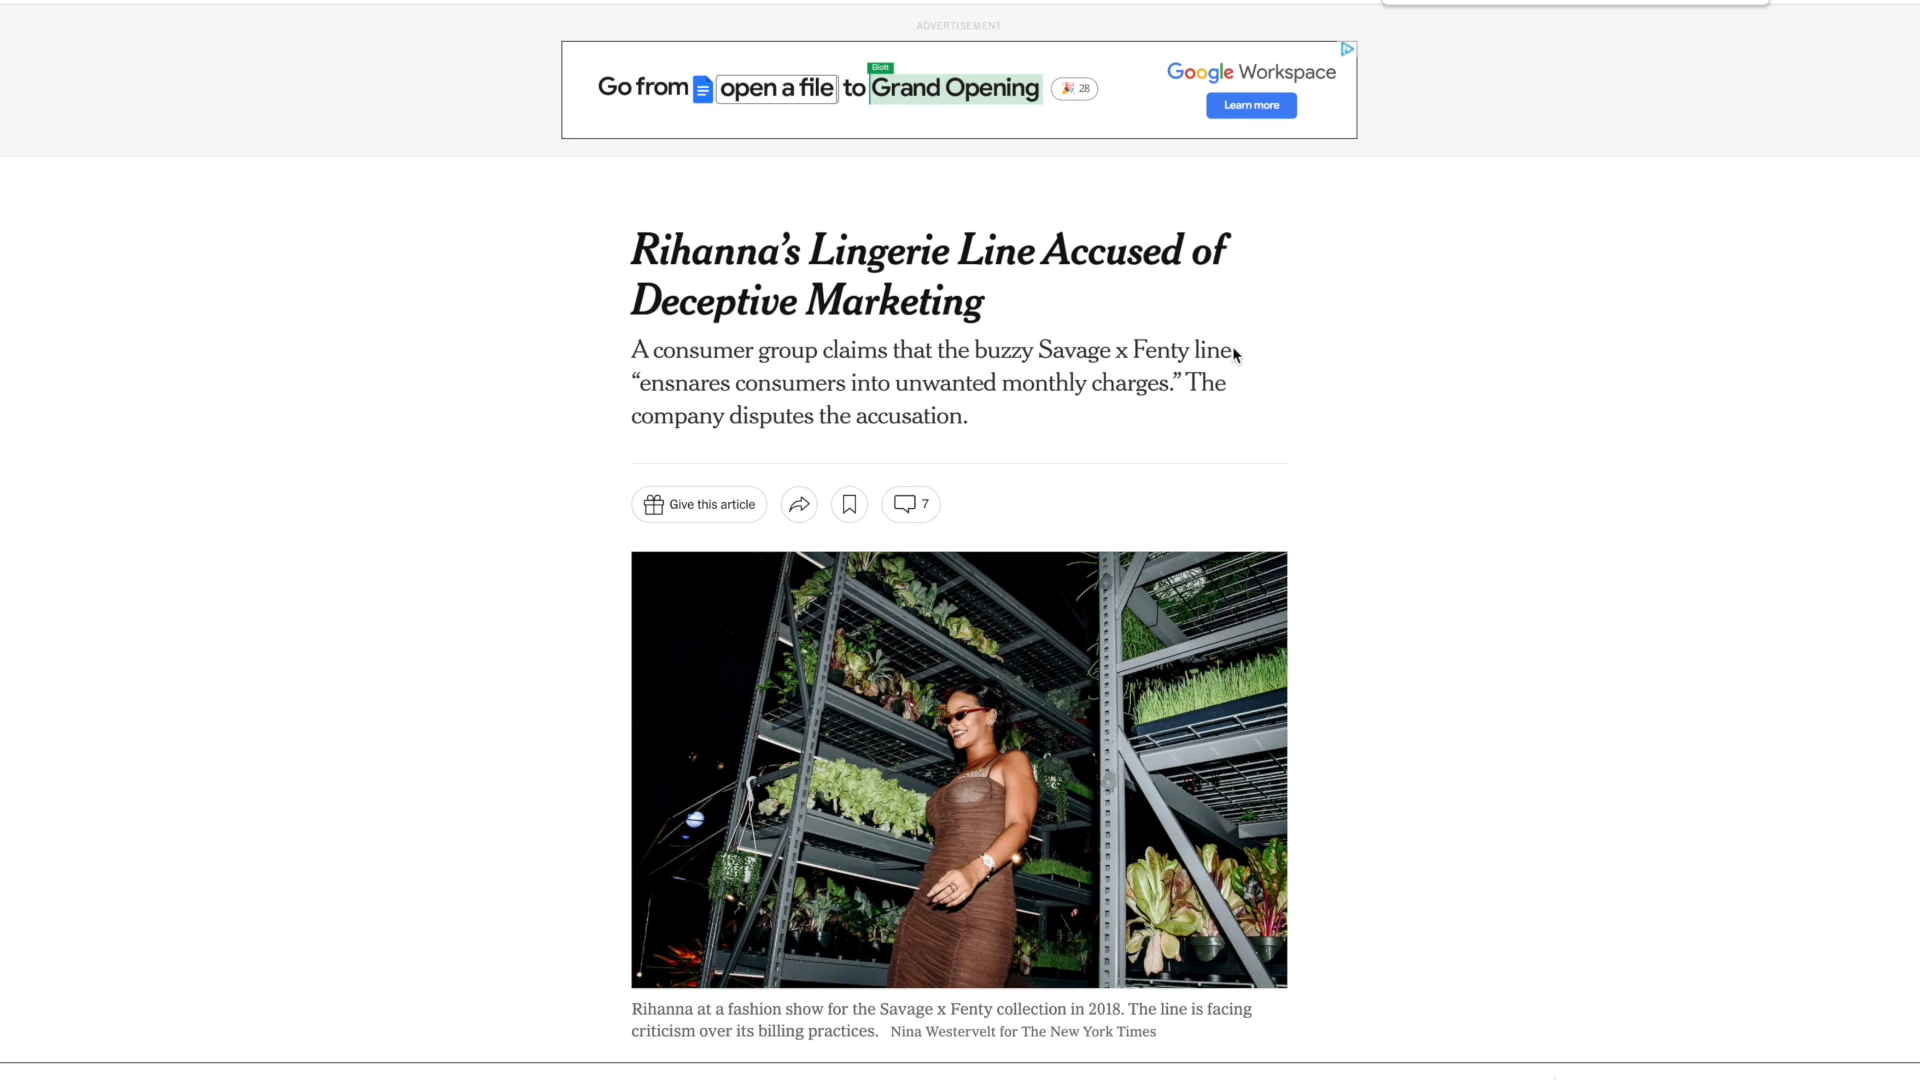 ADVERTISEMENT
Eliott
Go from open a file to Grand Opening 🎉 28
Google Workspace
Learn more
Rihanna’s Lingerie Line Accused of
Deceptive Marketing
A consumer group claims that the buzzy Savage x Fenty line
“ensnares consumers into unwanted monthly charges.” The
company disputes the accusation.
Give this article
7
Rihanna at a fashion show for the Savage x Fenty collection in 2018. The line is facing
criticism over its billing practices. Nina Westervelt for The New York Times